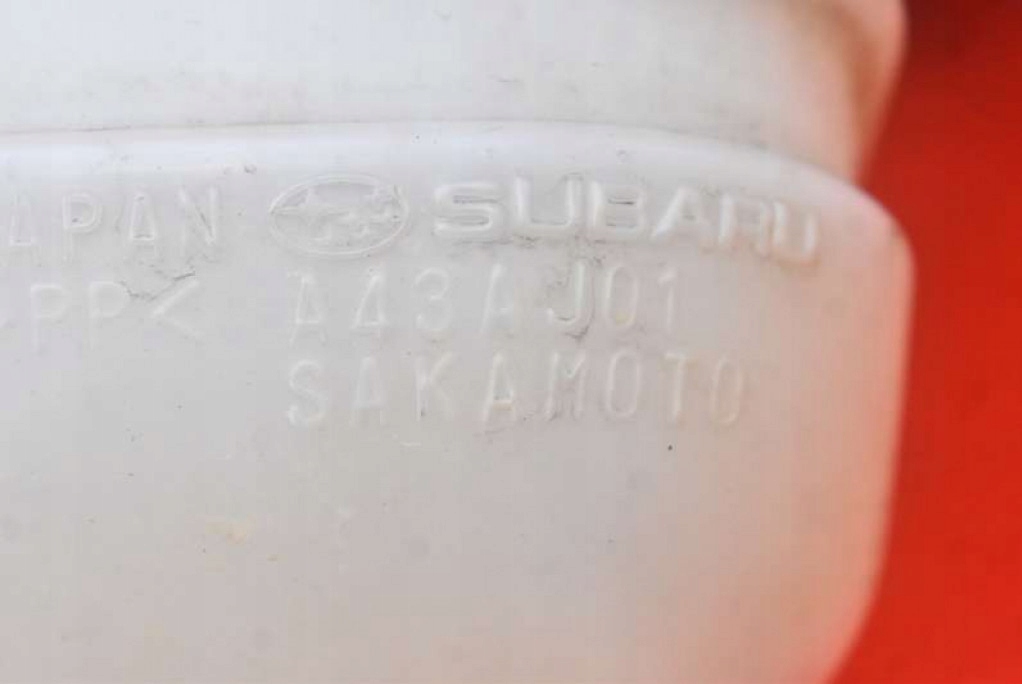 APAN SUBARU
PP< A43AJ01
SAKAMOTO